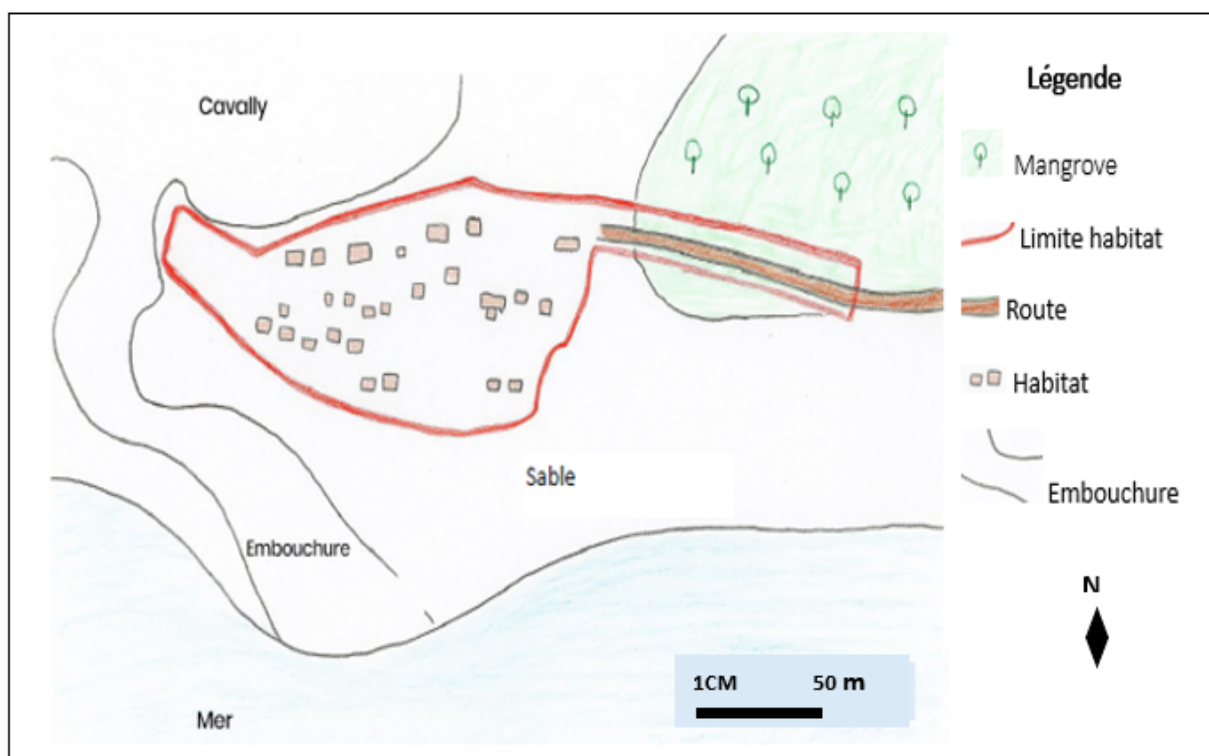 Cavally
Sable
Embouchure
Mer
1CM 50 m
Légende
Mangrove
Limite habitat
Route
Habitat
Embouchure
N